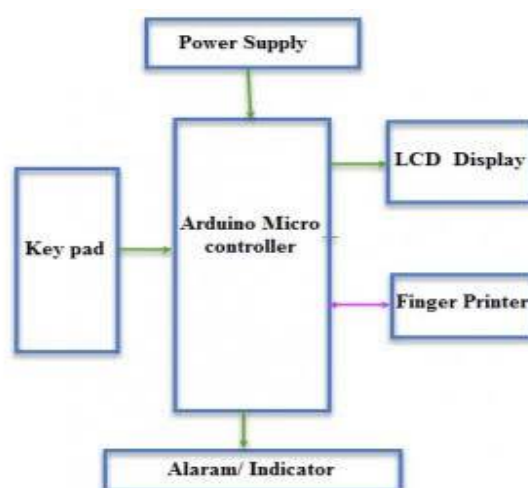 Power Supply
LCD Display
Arduino Micro
controller
Key pad
Finger Printer
Alaram/ Indicator